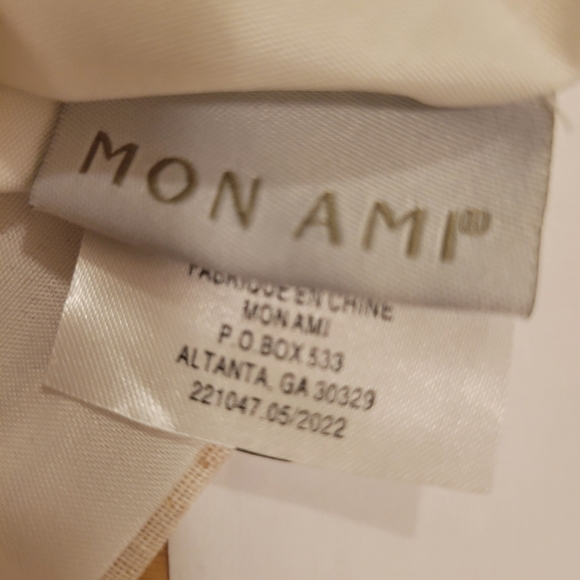 MON AMI®
FABRIQUE EN CHINE
MON AMI
P.O.BOX 533
ALTANTA, GA 30329
221047.05/2022